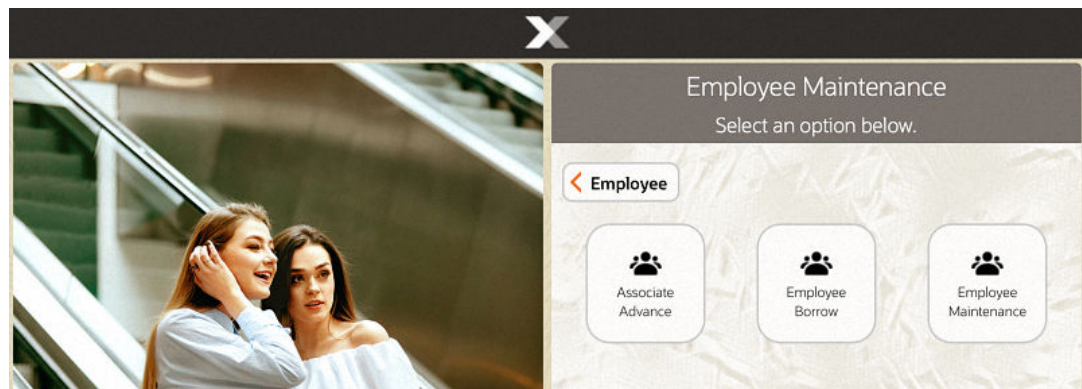 Employee Maintenance
Select an option below.
Employee
Associate
Advance
Employee
Borrow
Employee
Maintenance